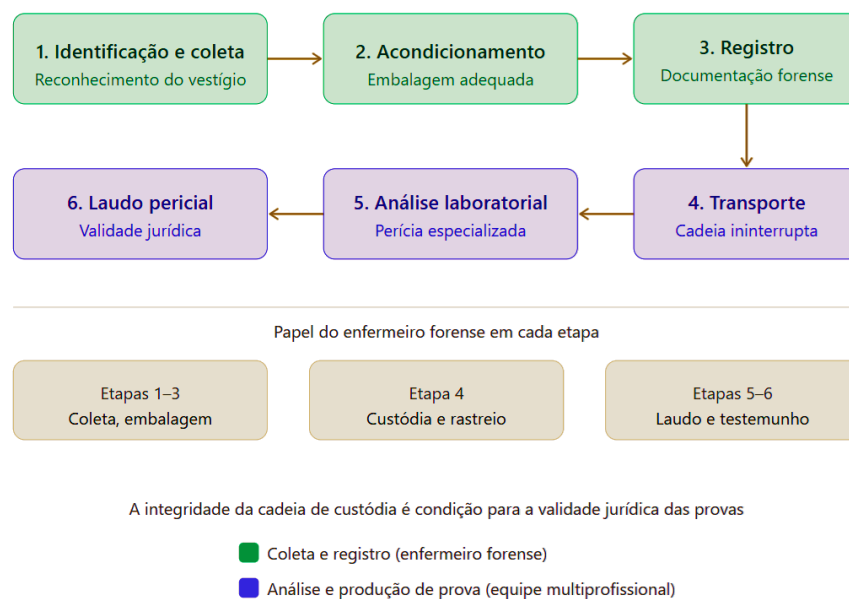 1. Identificação e coleta
Reconhecimento do vestígio
2. Acondicionamento
Embalagem adequada
3. Registro
Documentação forense
6. Laudo pericial
Validade jurídica
5. Análise laboratorial
Perícia especializada
4. Transporte
Cadeia ininterrupta
Papel do enfermeiro forense em cada etapa
Etapas 1–3
Coleta, embalagem
Etapa 4
Custódia e rastreio
Etapas 5–6
Laudo e testemunho
A integridade da cadeia de custódia é condição para a validade jurídica das provas
Coleta e registro (enfermeiro forense)
Análise e produção de prova (equipe multiprofissional)